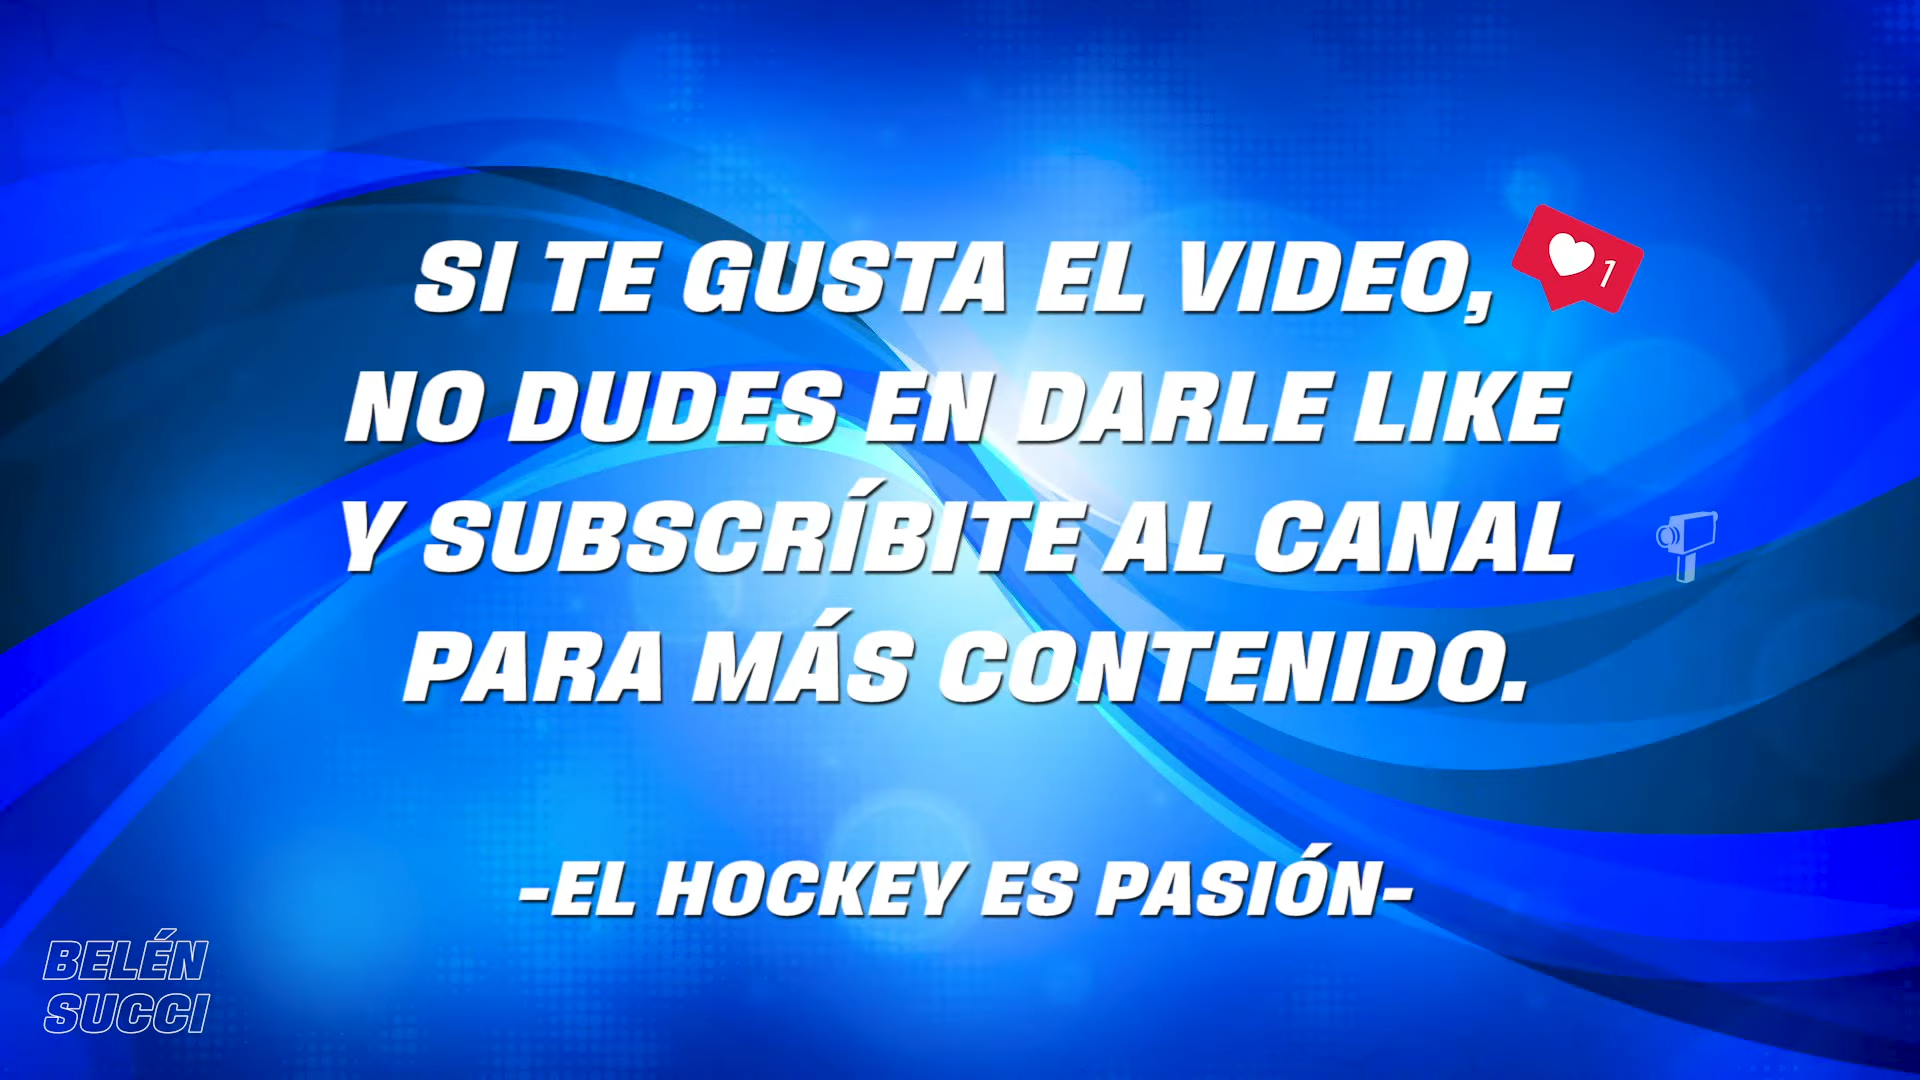 SI TE GUSTA EL VIDEO,
1
NO DUDES EN DARLE LIKE
Y SUBSCRÍBITE AL CANAL
PARA MÁS CONTENIDO.
-EL HOCKEY ES PASIÓN-
BELÉN
SUCCI